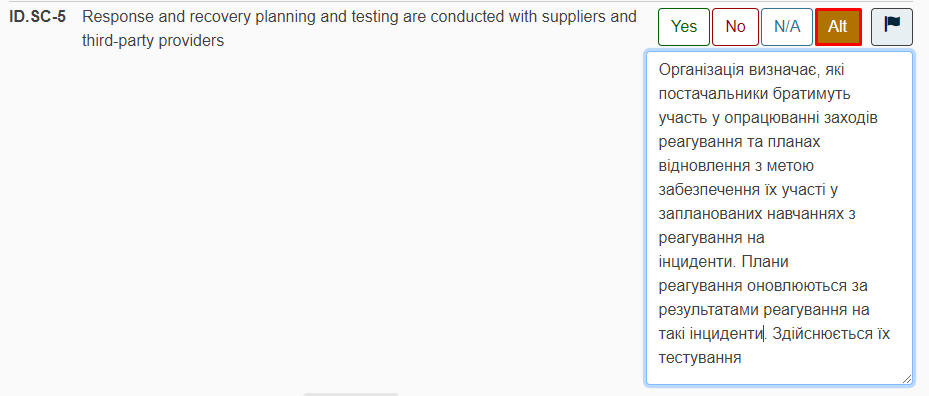 ID.SC-5 Response and recovery planning and testing are conducted with suppliers and
third-party providers
Yes No N/A Alt
Організація визначає, які
постачальники братимуть
участь у опрацюванні заходів
реагування та планах
відновлення з метою
забезпечення їх участі у
запланованих навчаннях з
реагування на
інциденти. Плани
реагування оновлюються за
результатами реагування на
такі інциденти. Здійснюється їх
тестування